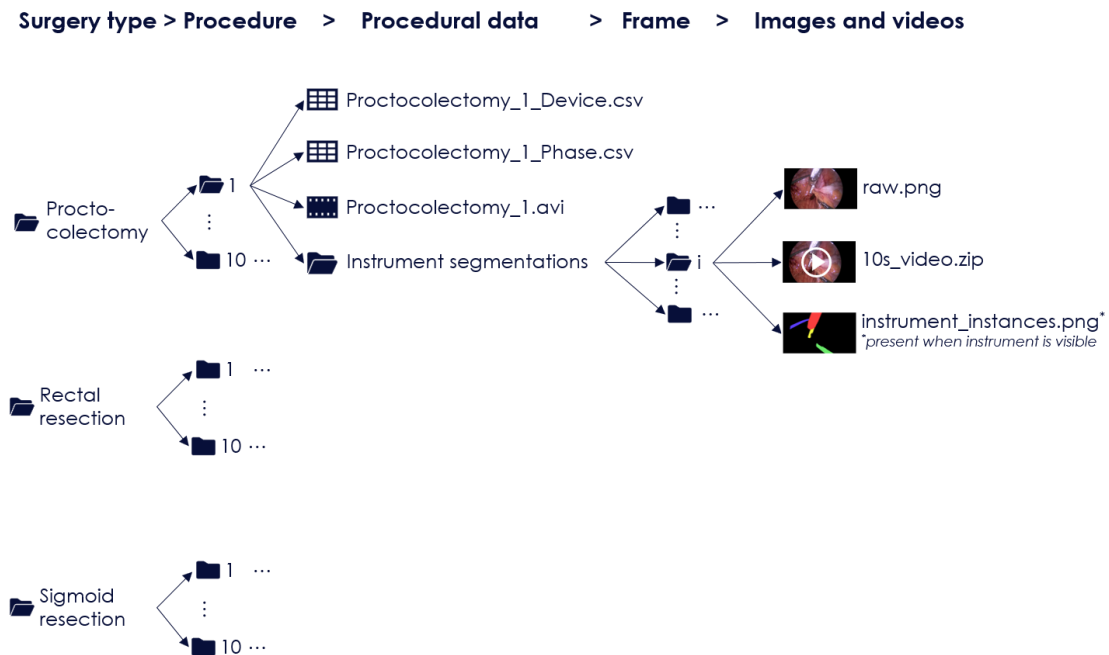 Surgery type > Procedure > Procedural data > Frame > Images and videos
Proctocolectomy_1_Device.csv
Proctocolectomy_1_Phase.csv
Proctocolectomy_1.avi
Instrument segmentations
Procto-
colectomy
1
⋮
10 ...
...
⋮
i
⋮
...
raw.png
10s_video.zip
instrument_instances.png*
*present when instrument is visible
Rectal
resection
1 ...
⋮
10 ...
Sigmoid
resection
1 ...
⋮
10 ...